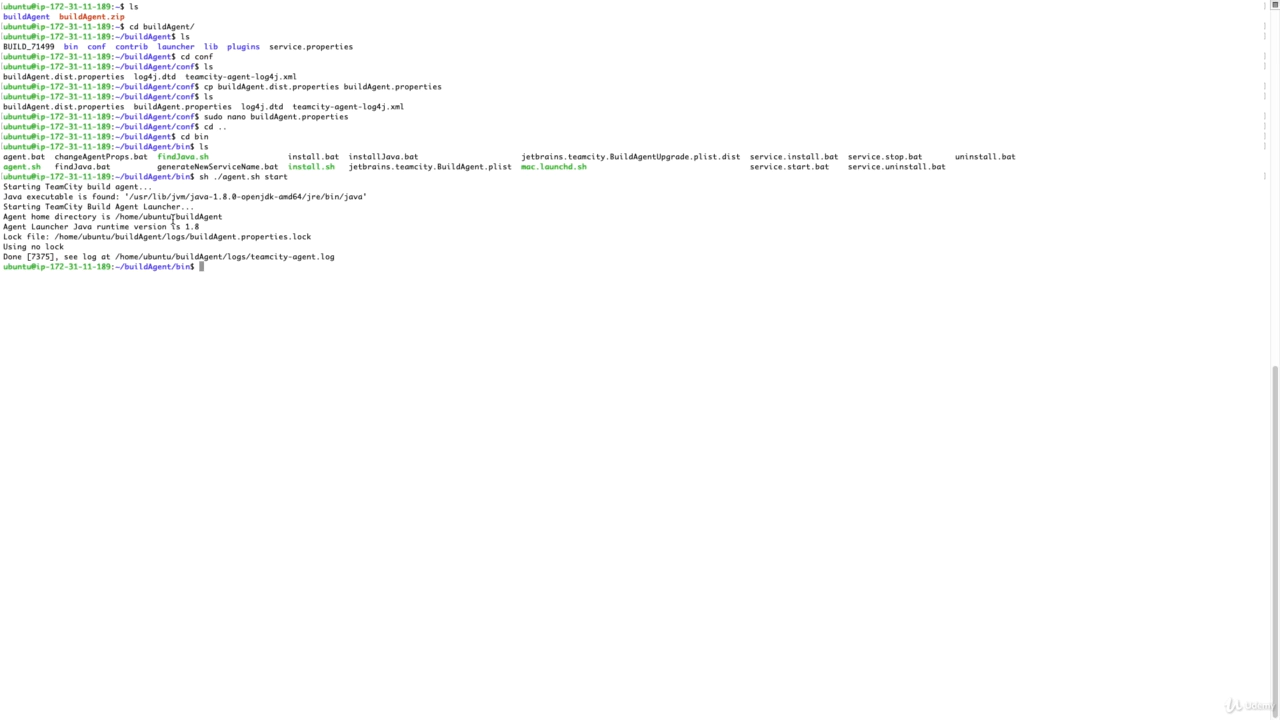 ubuntu@ip-172-31-11-189:~$ ls
buildAgent  buildAgent.zip
ubuntu@ip-172-31-11-189:~$ cd buildAgent/
ubuntu@ip-172-31-11-189:~/buildAgent$ ls
BUILD_71499  bin  conf  contrib  launcher  lib  plugins  service.properties
ubuntu@ip-172-31-11-189:~/buildAgent$ cd conf
ubuntu@ip-172-31-11-189:~/buildAgent/conf$ ls
buildAgent.dist.properties  log4j.dtd  teamcity-agent-log4j.xml
ubuntu@ip-172-31-11-189:~/buildAgent/conf$ cp buildAgent.dist.properties buildAgent.properties
ubuntu@ip-172-31-11-189:~/buildAgent/conf$ ls
buildAgent.dist.properties  buildAgent.properties  log4j.dtd  teamcity-agent-log4j.xml
ubuntu@ip-172-31-11-189:~/buildAgent/conf$ sudo nano buildAgent.properties
ubuntu@ip-172-31-11-189:~/buildAgent/conf$ cd ..
ubuntu@ip-172-31-11-189:~/buildAgent$ cd bin
ubuntu@ip-172-31-11-189:~/buildAgent/bin$ ls
agent.bat  changeAgentProps.bat  findJava.sh  install.bat  installJava.bat  jetbrains.teamcity.BuildAgentUpgrade.plist.dist  service.install.bat  service.stop.bat  uninstall.bat
agent.sh  findJava.bat  generateNewServiceName.bat  install.sh  jetbrains.teamcity.BuildAgent.plist  mac.launchd.sh  service.start.bat  service.uninstall.bat
ubuntu@ip-172-31-11-189:~/buildAgent/bin$ sh ./agent.sh start
Starting TeamCity build agent...
Java executable is found: '/usr/lib/jvm/java-1.8.0-openjdk-amd64/jre/bin/java'
Starting TeamCity Build Agent Launcher...
Agent home directory is /home/ubuntu/buildAgent
Agent Launcher Java runtime version is 1.8
Lock file: /home/ubuntu/buildAgent/logs/buildAgent.properties.lock
Using no lock
Done [7375], see log at /home/ubuntu/buildAgent/logs/teamcity-agent.log
ubuntu@ip-172-31-11-189:~/buildAgent/bin$
Udemy